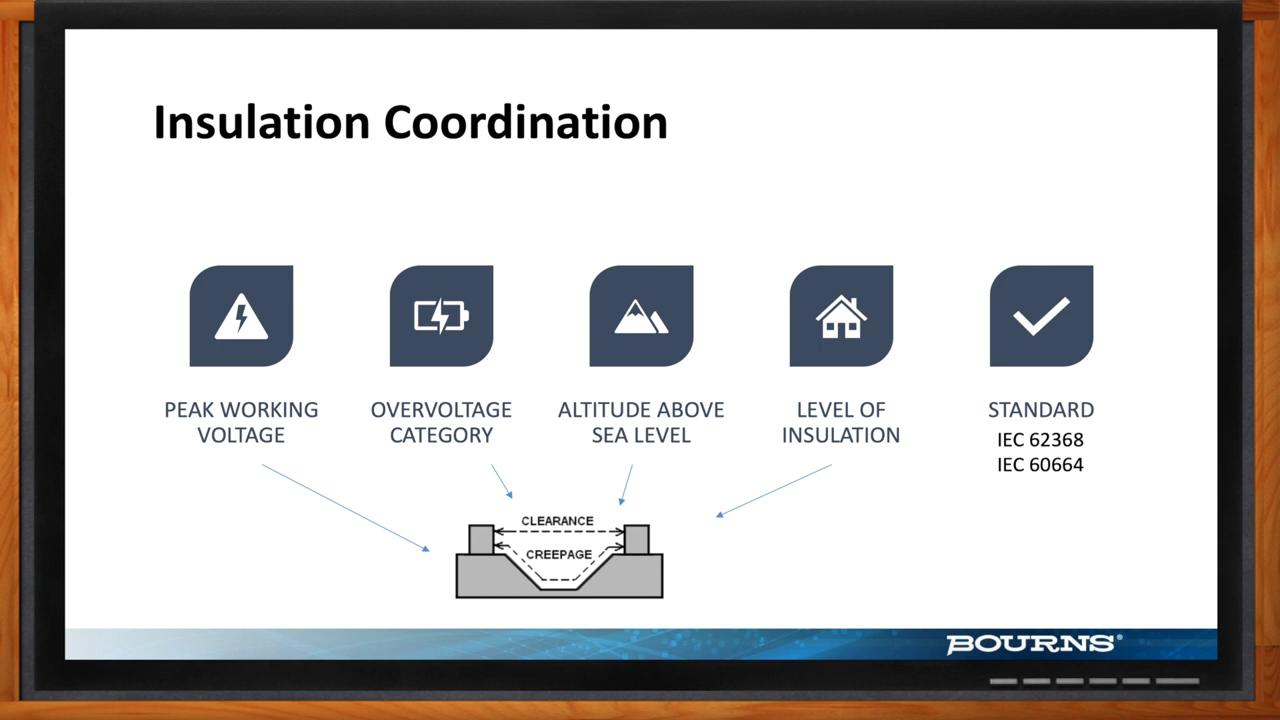 Insulation Coordination
PEAK WORKING
VOLTAGE
OVERVOLTAGE
CATEGORY
ALTITUDE ABOVE
SEA LEVEL
LEVEL OF
INSULATION
STANDARD
IEC 62368
IEC 60664
CLEARANCE
CREEPAGE
BOURNS®